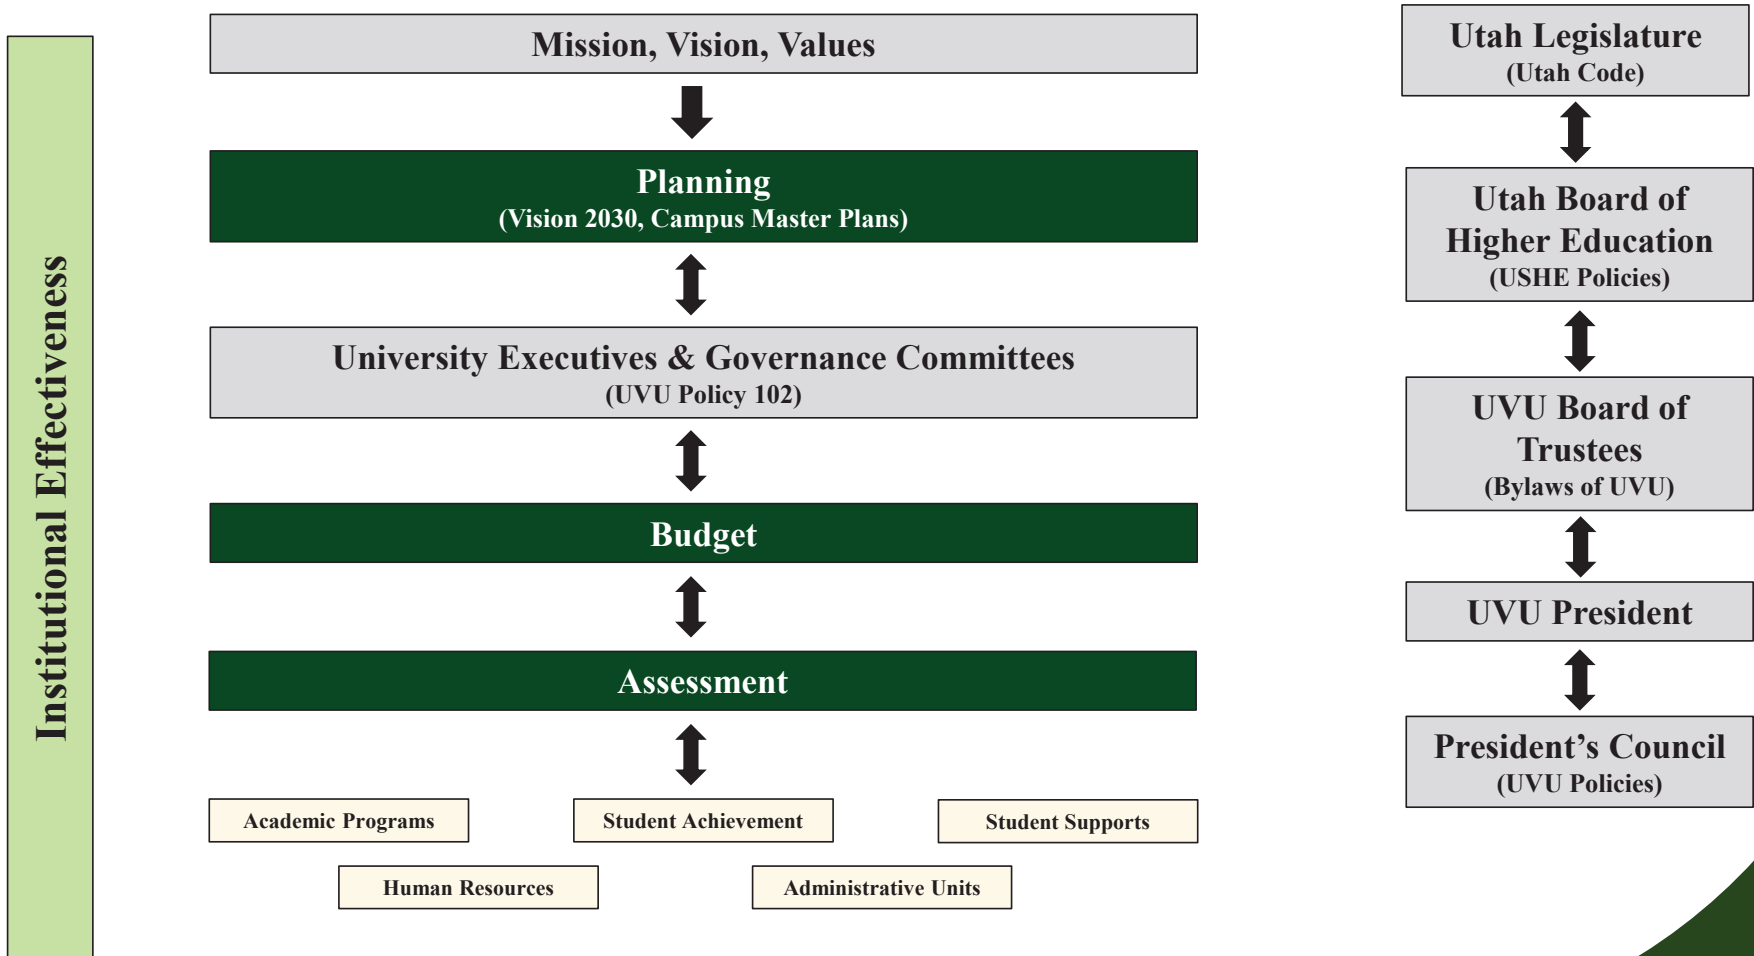 Institutional Effectiveness
Mission, Vision, Values
Planning
(Vision 2030, Campus Master Plans)
University Executives & Governance Committees
(UVU Policy 102)
Budget
Assessment
Academic Programs
Student Achievement
Student Supports
Human Resources
Administrative Units
Utah Legislature
(Utah Code)
Utah Board of
Higher Education
(USHE Policies)
UVU Board of
Trustees
(Bylaws of UVU)
UVU President
President’s Council
(UVU Policies)